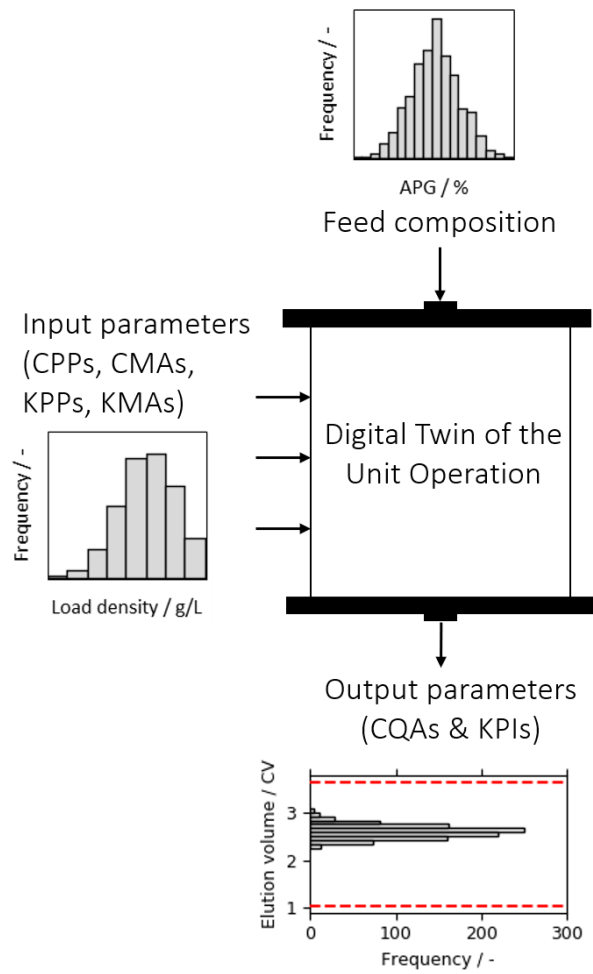 Frequency / -
APG / %
Feed composition
Input parameters
(CPPs, CMAs,
KPPs, KMAs)
Frequency / -
Load density / g/L
Digital Twin of the
Unit Operation
Output parameters
(CQAs & KPIs)
Elution volume / CV
3
2
1
0
100
200
300
Frequency / -